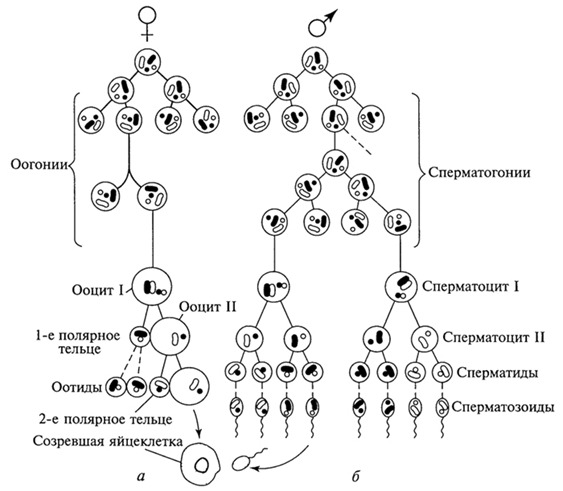 ♀
♂
Оогонии
Сперматогонии
Ооцит I
Ооцит II
Сперматоцит I
1-е полярное
тельце
Сперматоцит II
Оотиды
Сперматиды
2-е полярное тельце
Сперматозоиды
Созревшая яйцеклетка
а
б